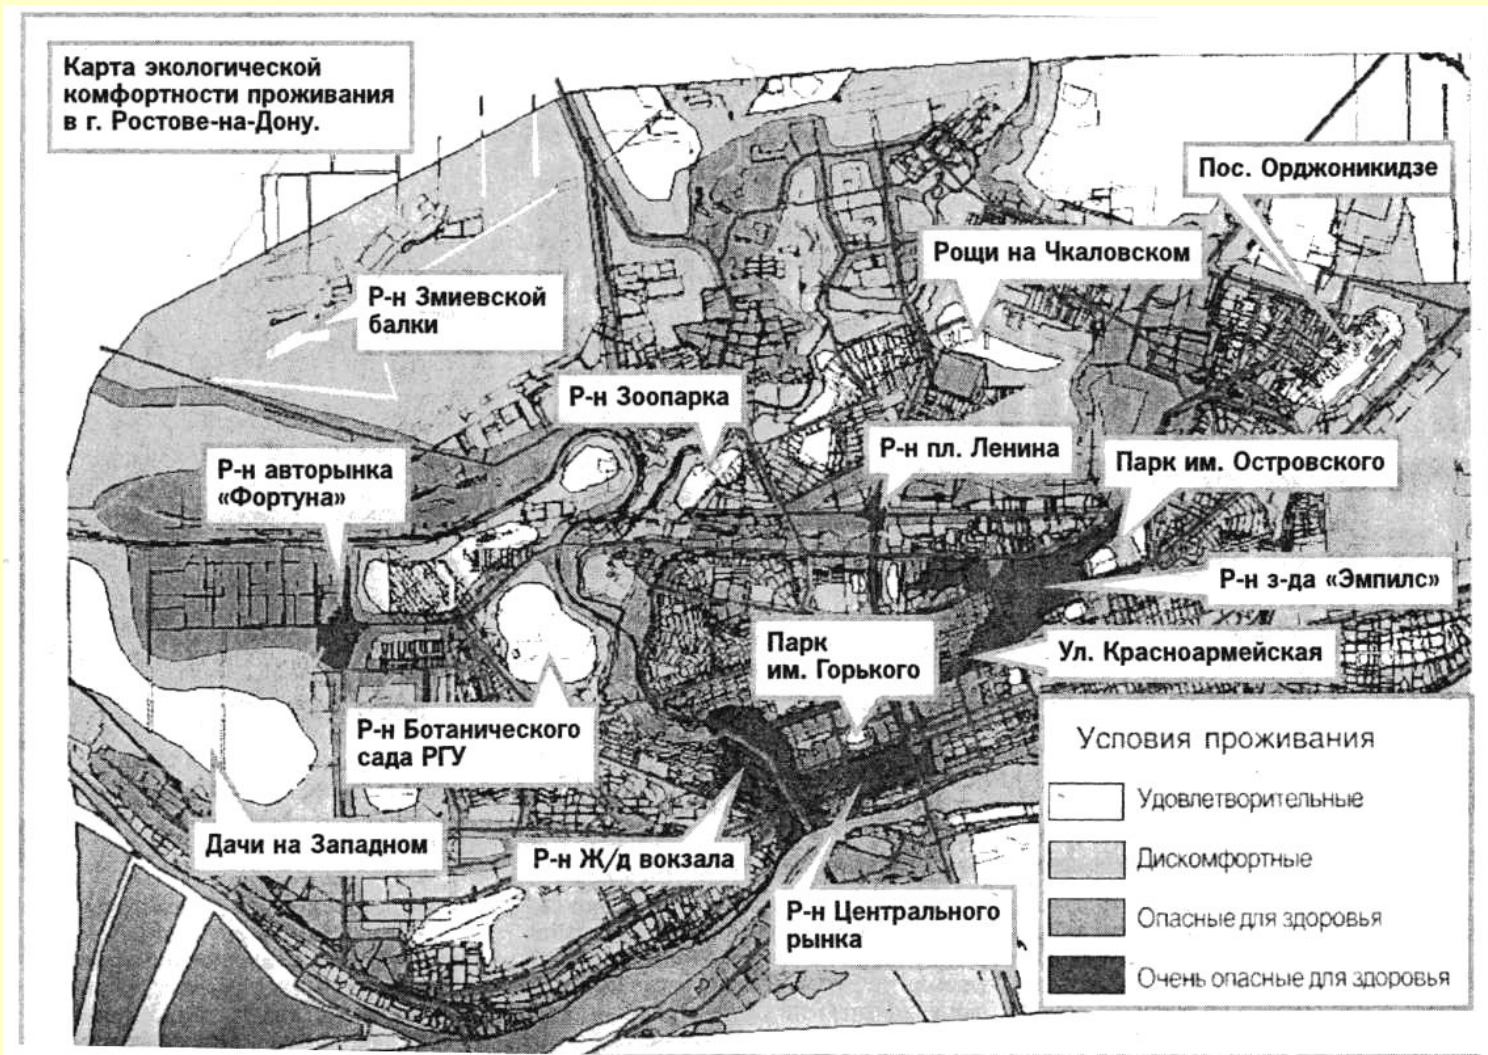 Карта экологической
комфортности проживания
в г. Ростове-на-Дону.
Пос. Орджоникидзе
Рощи на Чкаловском
Р-н Змиевской
балки
Р-н Зоопарка
Р-н пл. Ленина
Парк им. Островского
Р-н авторынка
«Фортуна»
Р-н з-да «Эмпилс»
Парк
им. Горького
Ул. Красноармейская
Р-н Ботанического
сада РГУ
Дачи на Западном
Р-н Ж/д вокзала
Р-н Центрального
рынка
Условия проживания
Удовлетворительные
Дискомфортные
Опасные для здоровья
Очень опасные для здоровья